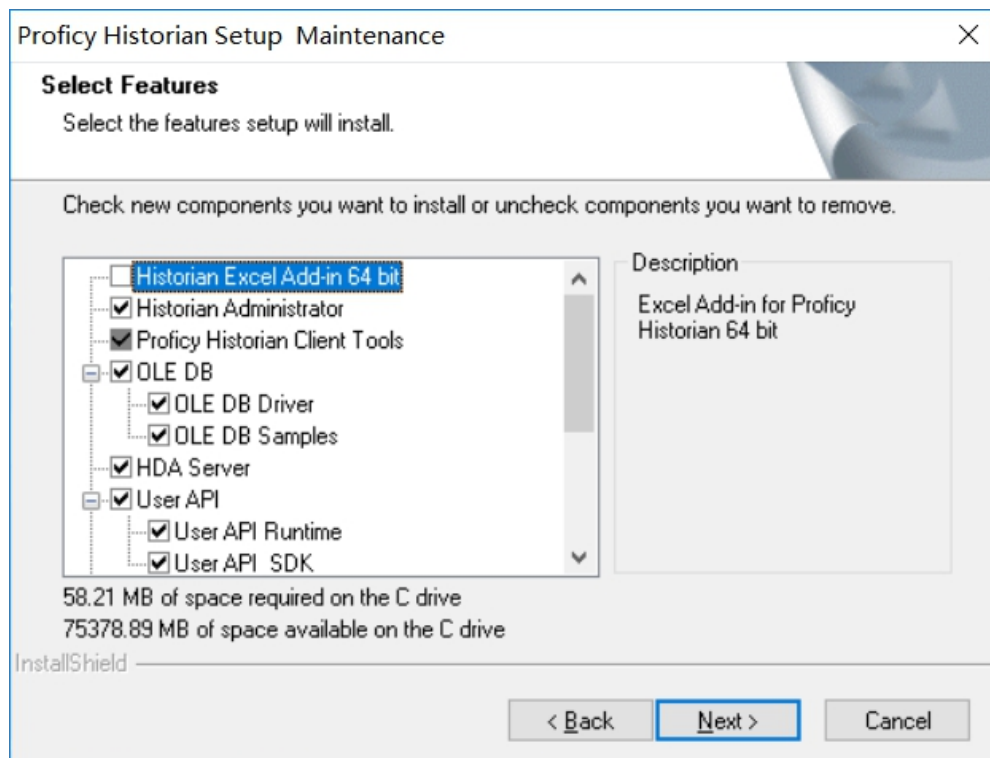 Proficy Historian Setup  Maintenance
Select Features
Select the features setup will install.
Check new components you want to install or uncheck components you want to remove.
Historian Excel Add-in 64 bit
Historian Administrator
Proficy Historian Client Tools
OLE DB
OLE DB Driver
OLE DB Samples
HDA Server
User API
User API Runtime
User API  SDK
Description
Excel Add-in for Proficy
Historian 64 bit
58.21 MB of space required on the C drive
75378.89 MB of space available on the C drive
InstallShield
< Back
Next >
Cancel